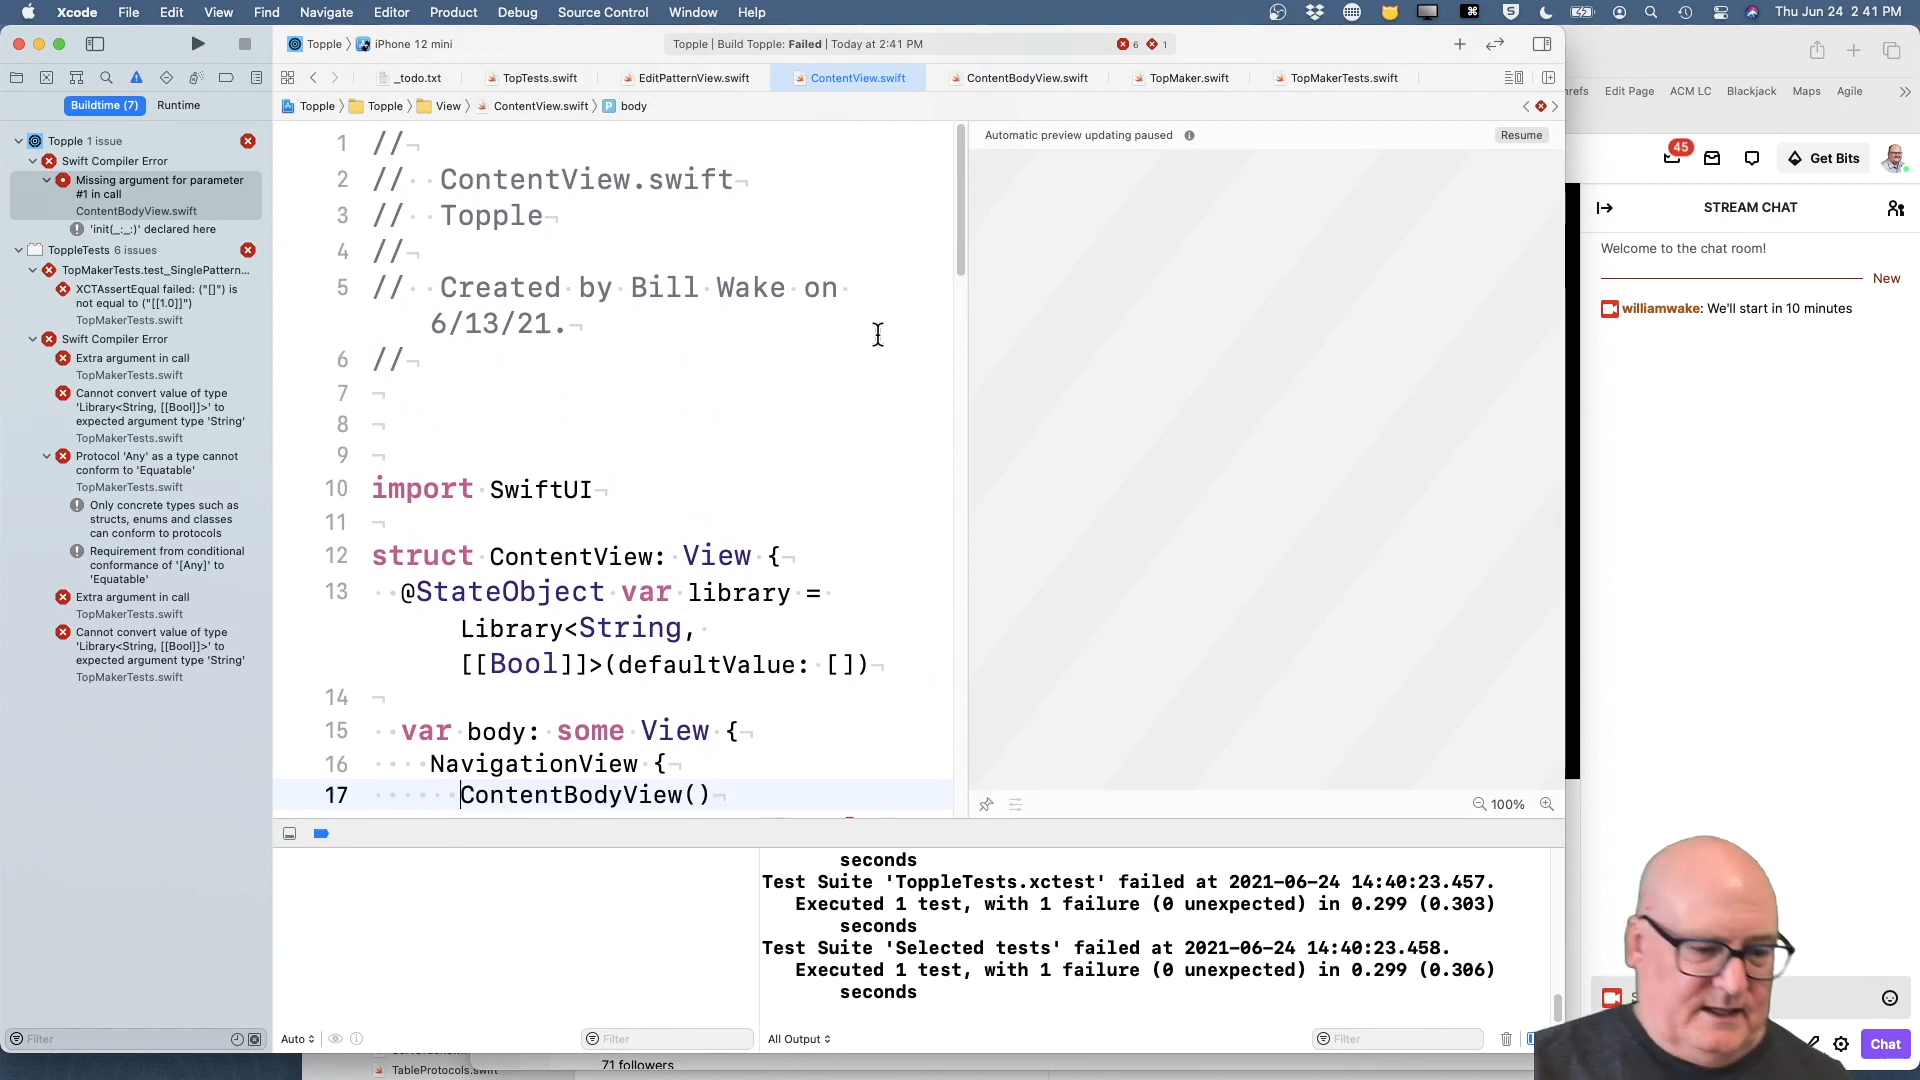 Xcode File Edit View Find Navigate Editor Product Debug Source Control Window Help Thu Jun 24 2 41 PM
Topple iPhone 12 mini Topple | Build Topple: Failed | Today at 2:41 PM 6 1
_todo.txt TopTests.swift EditPatternView.swift ContentView.swift ContentBodyView.swift TopMaker.swift TopMakerTests.swift
Buildtime (7) Runtime
Topple Topple View ContentView.swift body
Topple 1 issue
Swift Compiler Error
Missing argument for parameter
#1 in call
ContentBodyView.swift
'init(_:_:)' declared here
ToppleTests 6 issues
TopMakerTests.test_SinglePattern...
XCTAssertEqual failed: ("[]") is
not equal to ("[[1.0]]")
TopMakerTests.swift
Swift Compiler Error
Extra argument in call
TopMakerTests.swift
Cannot convert value of type
'Library<String, [[Bool]]>' to
expected argument type 'String'
TopMakerTests.swift
Protocol 'Any' as a type cannot
conform to 'Equatable'
TopMakerTests.swift
Only concrete types such as
structs, enums and classes
can conform to protocols
Requirement from conditional
conformance of '[Any]' to
'Equatable'
Extra argument in call
TopMakerTests.swift
Cannot convert value of type
'Library<String, [[Bool]]>' to
expected argument type 'String'
TopMakerTests.swift
Filter
1 //
2 // ContentView.swift
3 // Topple
4 //
5 // Created by Bill Wake on
6/13/21.
6 //
7
8
9
10 import SwiftUI
11
12 struct ContentView: View {
13 @StateObject var library =
Library<String,
[[Bool]]>(defaultValue: [])
14
15 var body: some View {
16 NavigationView {
17 ContentBodyView()
Automatic preview updating paused Resume
100%
seconds
Test Suite 'ToppleTests.xctest' failed at 2021-06-24 14:40:23.457.
Executed 1 test, with 1 failure (0 unexpected) in 0.299 (0.303)
seconds
Test Suite 'Selected tests' failed at 2021-06-24 14:40:23.458.
Executed 1 test, with 1 failure (0 unexpected) in 0.299 (0.306)
seconds
Auto Filter All Output Filter
TableProtocols.swift 71 followers
Edit Page ACM LC Blackjack Maps Agile
45 Get Bits
STREAM CHAT
Welcome to the chat room!
New
williamwake: We'll start in 10 minutes
Chat